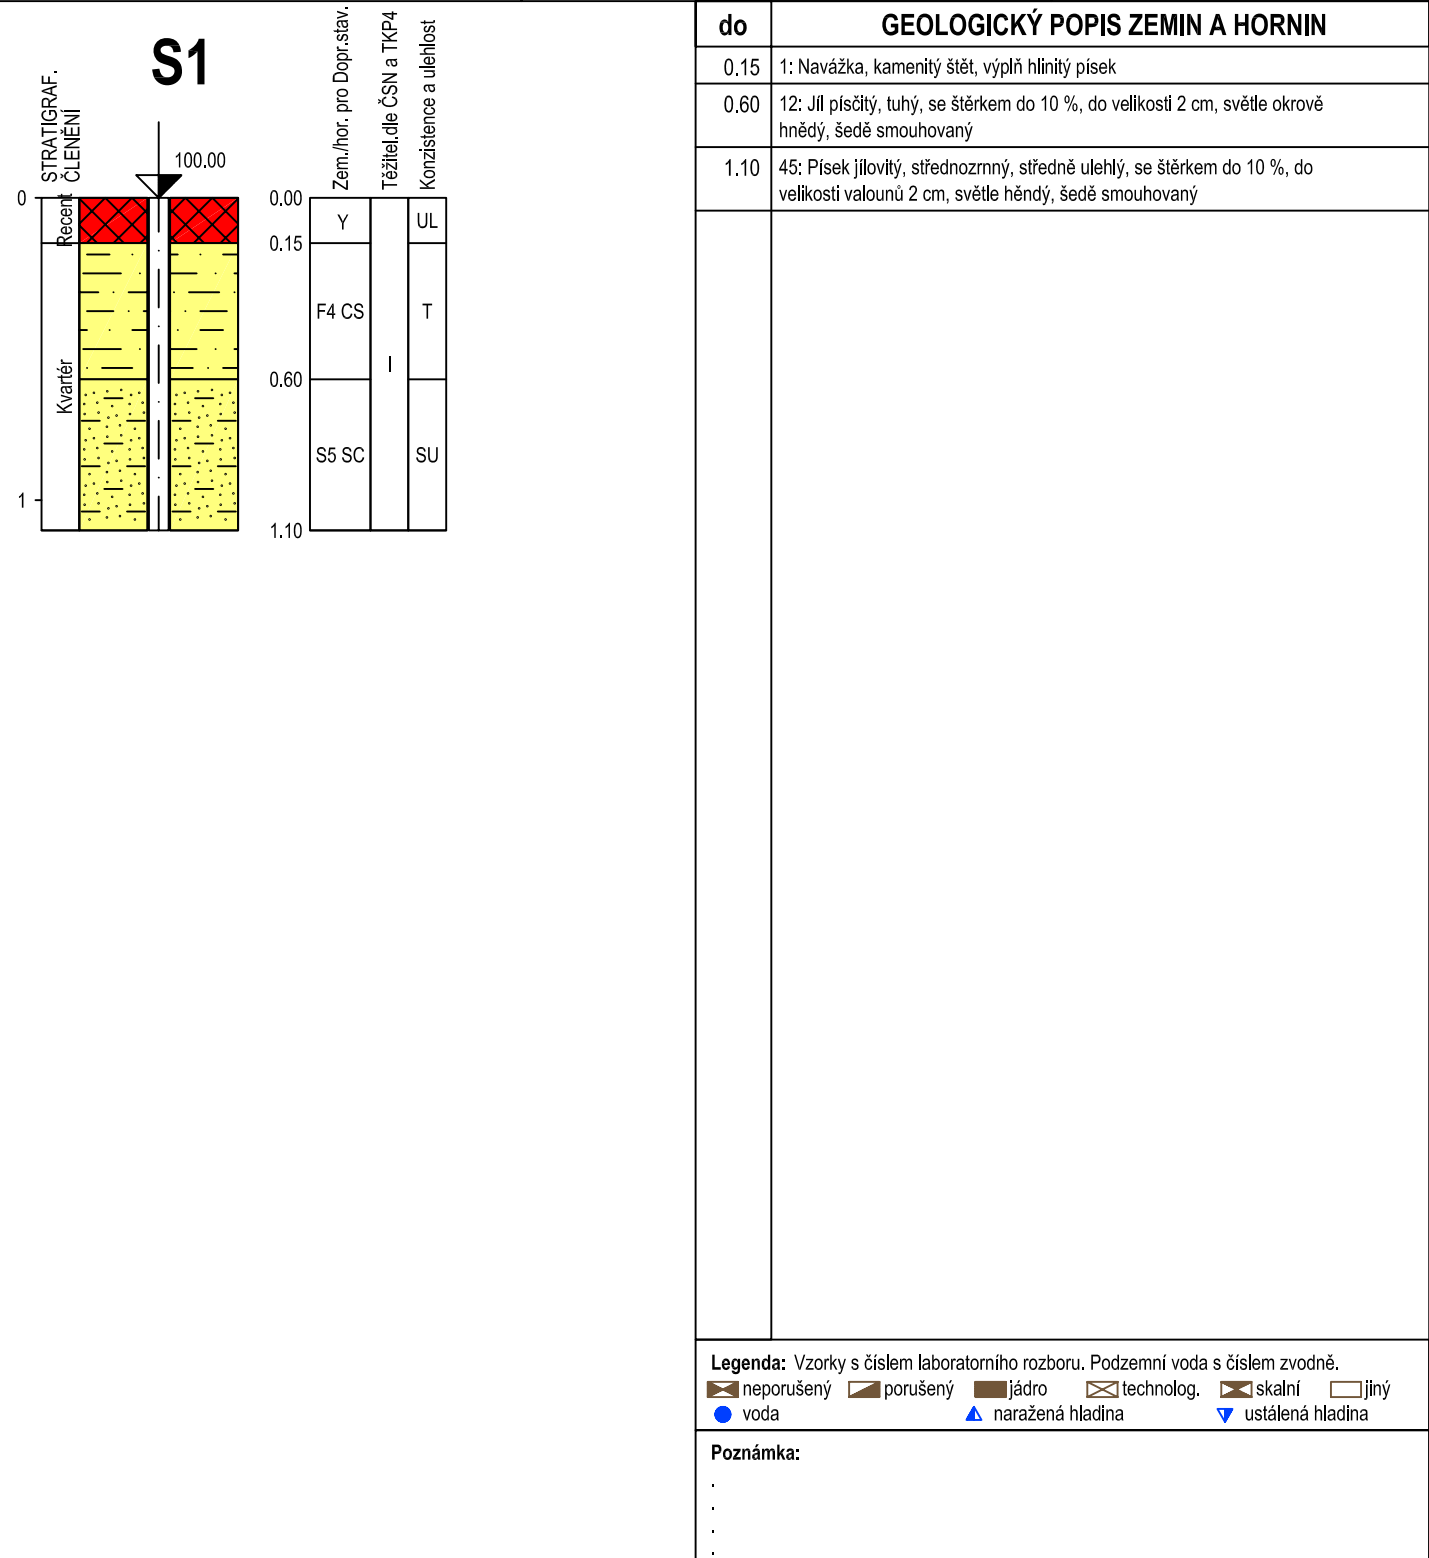 S1
STRATIGRAF.
ČLENĚNÍ
100.00
Zem./hor. pro Dopr.stav.
Těžitel.dle ČSN a TKP4
Konzistence a ulehlost
0
Recent
Kvartér
1
0.00
0.15
0.60
1.10
Y
UL
F4 CS
T
I
S5 SC
SU
do GEOLOGICKÝ POPIS ZEMIN A HORNIN
0.15 1: Navážka, kamenitý štět, výplň hlinitý písek
0.60 12: Jíl písčitý, tuhý, se štěrkem do 10 %, do velikosti 2 cm, světle okrově
hnědý, šedě smouhovaný
1.10 45: Písek jílovitý, střednozrnný, středně ulehlý, se štěrkem do 10 %, do
velikosti valounů 2 cm, světle hěndý, šedě smouhovaný
Legenda: Vzorky s číslem laboratorního rozboru. Podzemní voda s číslem zvodně.
neporušený porušený jádro technolog. skalní jiný
voda naražená hladina ustálená hladina
Poznámka:
.
.
.
.